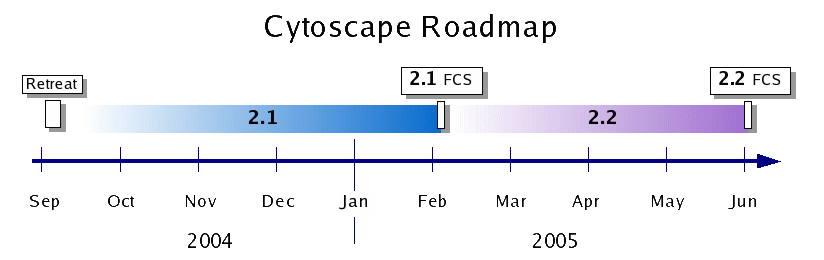 Cytoscape Roadmap
Retreat
2.1 FCS
2.2 FCS
2.1
2.2
Sep Oct Nov Dec Jan Feb Mar Apr May Jun
2004 2005